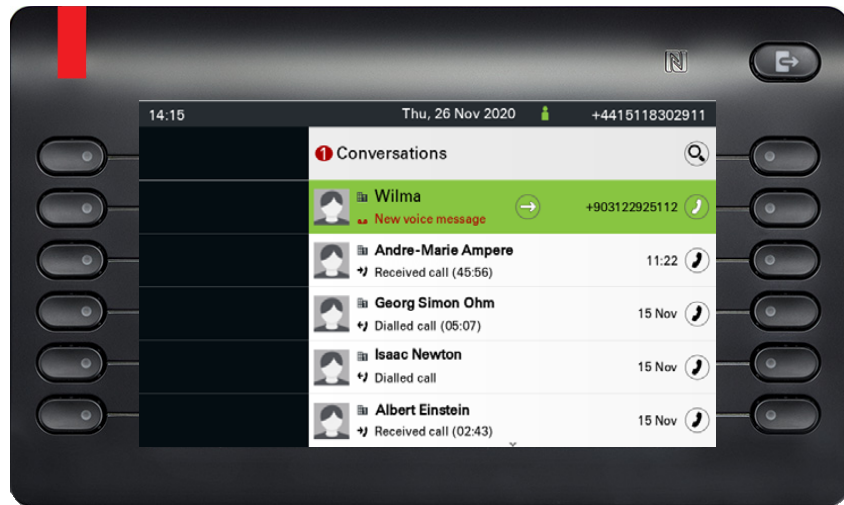 14:15 Thu, 26 Nov 2020 +4415118302911
1 Conversations
Wilma +903122925112
New voice message
Andre-Marie Ampere
11:22
Received call (45:56)
Georg Simon Ohm
15 Nov
Dialled call (05:07)
Isaac Newton
15 Nov
Dialled call
Albert Einstein
15 Nov
Received call (02:43)